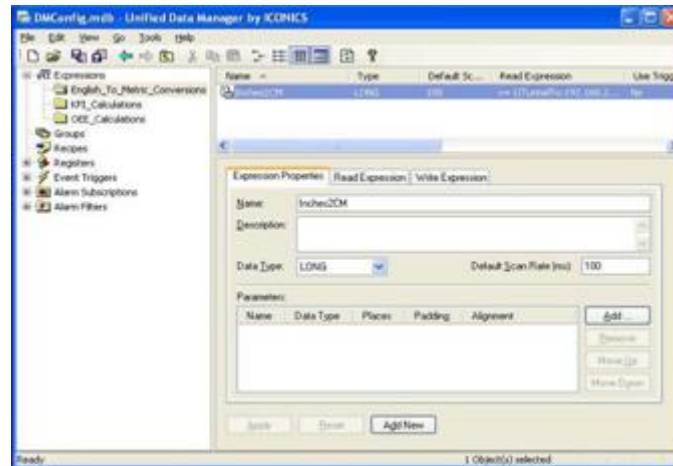 DMConfig.mdb - Unified Data Manager by ICONICS
File Edit View Go Tools Help
Expressions
English_To_Metric_Conversions
KPI_Calculations
OEE_Calculations
Groups
Recipes
Registers
Event Triggers
Alarm Subscriptions
Alarm Filters
Name Type Default Sc... Read Expression Use Trigg
Inches2CM LONG 100 No
Expression Properties Read Expression Write Expression
Name: Inches2CM
Description:
Data Type: LONG Default Scan Rate (ms): 100
Parameters:
Name Data Type Places Padding Alignment
Add ...
Remove
Move Up
Move Down
Apply Reset Add New
Ready 1 Object(s) selected